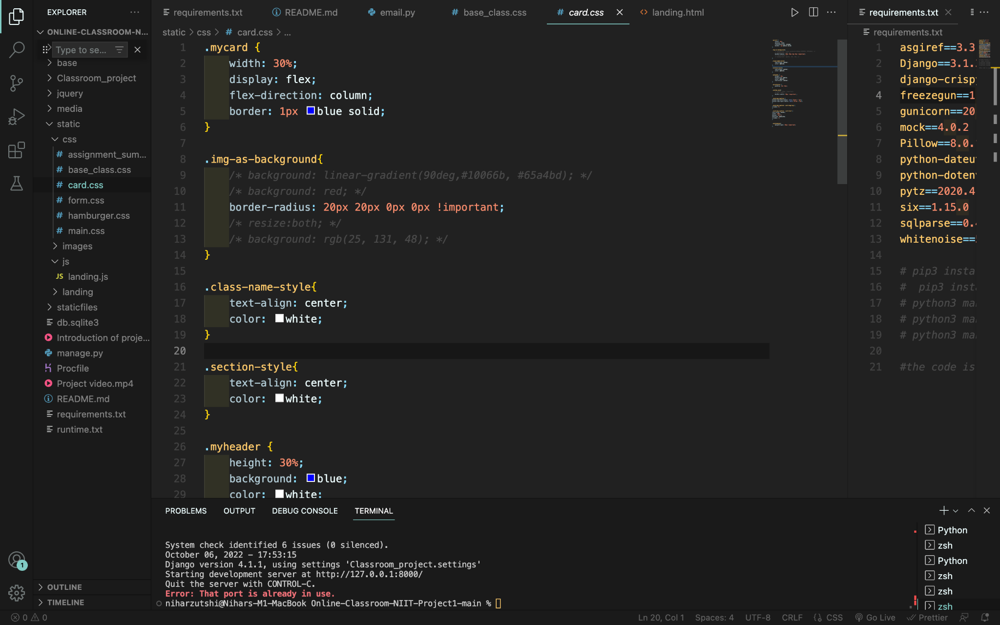 EXPLORER
ONLINE-CLASSROOM-N...
Type to se...
base
Classroom_project
jquery
media
static
css
assignment_sum...
base_class.css
card.css
form.css
hamburger.css
main.css
images
js
JS landing.js
landing
staticfiles
db.sqlite3
Introduction of proje...
manage.py
Procfile
Project video.mp4
README.md
requirements.txt
runtime.txt
OUTLINE
TIMELINE
requirements.txt README.md email.py # base_class.css # card.css landing.html
static > css > # card.css > ...
1 .mycard {
2 width: 30%;
3 display: flex;
4 flex-direction: column;
5 border: 1px blue solid;
6 }
7
8 .img-as-background{
9 /* background: linear-gradient(90deg,#10066b, #65a4bd); */
10 /* background: red; */
11 border-radius: 20px 20px 0px 0px !important;
12 /* resize:both; */
13 /* background: rgb(25, 131, 48); */
14 }
15
16 .class-name-style{
17 text-align: center;
18 color: white;
19 }
20
21 .section-style{
22 text-align: center;
23 color: white;
24 }
25
26 .myheader {
27 height: 30%;
28 background: blue;
29 color: white;
requirements.txt
requirements.txt
1 asgiref==3.3
2 Django==3.1.
3 django-crisp
4 freezegun==1
5 gunicorn==20
6 mock==4.0.2
7 Pillow==8.0.
8 python-dateu
9 python-doten
10 pytz==2020.4
11 six==1.15.0
12 sqlparse==0.
13 whitenoise==
14
15 # pip3 insta
16 # pip3 inst
17 # python3 ma
18 # python3 ma
19 # python3 ma
20
21 #the code is
PROBLEMS OUTPUT DEBUG CONSOLE TERMINAL
System check identified 6 issues (0 silenced).
October 06, 2022 - 17:53:15
Django version 4.1.1, using settings 'Classroom_project.settings'
Starting development server at http://127.0.0.1:8000/
Quit the server with CONTROL-C.
Error: That port is already in use.
niharzutshi@Nihars-M1-MacBook Online-Classroom-NIIT-Project1-main %
Python
zsh
Python
zsh
zsh
zsh
1
0 0 Ln 20, Col 1 Spaces: 4 UTF-8 CRLF CSS Go Live Prettier